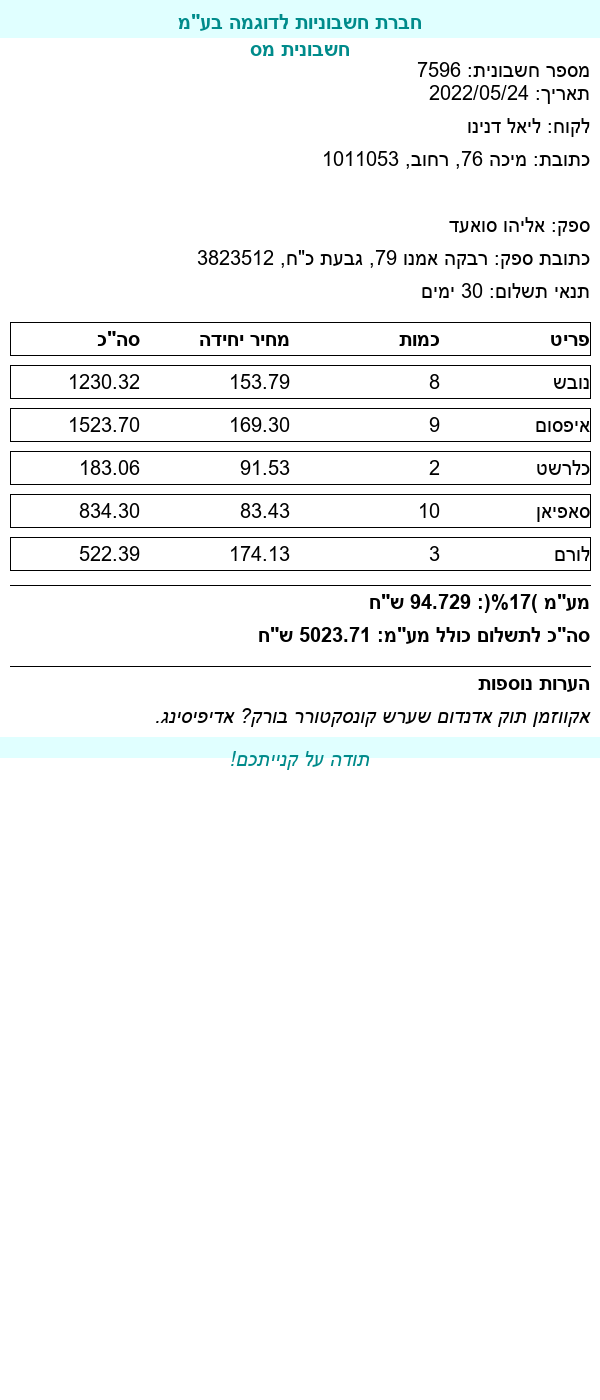 חברת חשבוניות לדוגמה בע"מ
חשבונית מס
מספר חשבונית: 7596
תאריך: 2022/05/24
לקוח: ליאל דנינו
כתובת: מיכה 76, רחוב, 1011053
ספק: אליהו סואעד
כתובת ספק: רבקה אמנו 79, גבעת כ"ח, 3823512
תנאי תשלום: 30 ימים
פריט כמות מחיר יחידה סה"כ
נובש 8 153.79 1230.32
איפסום 9 169.30 1523.70
כלרשט 2 91.53 183.06
סאפיאן 10 83.43 834.30
לורם 3 174.13 522.39
מע"מ )17%(: 94.729 ש"ח
סה"כ לתשלום כולל מע"מ: 5023.71 ש"ח
הערות נוספות
אקווזמן תוק אדנדום שערש קונסקטורר בורק? אדיפיסינג.
תודה על קנייתכם!